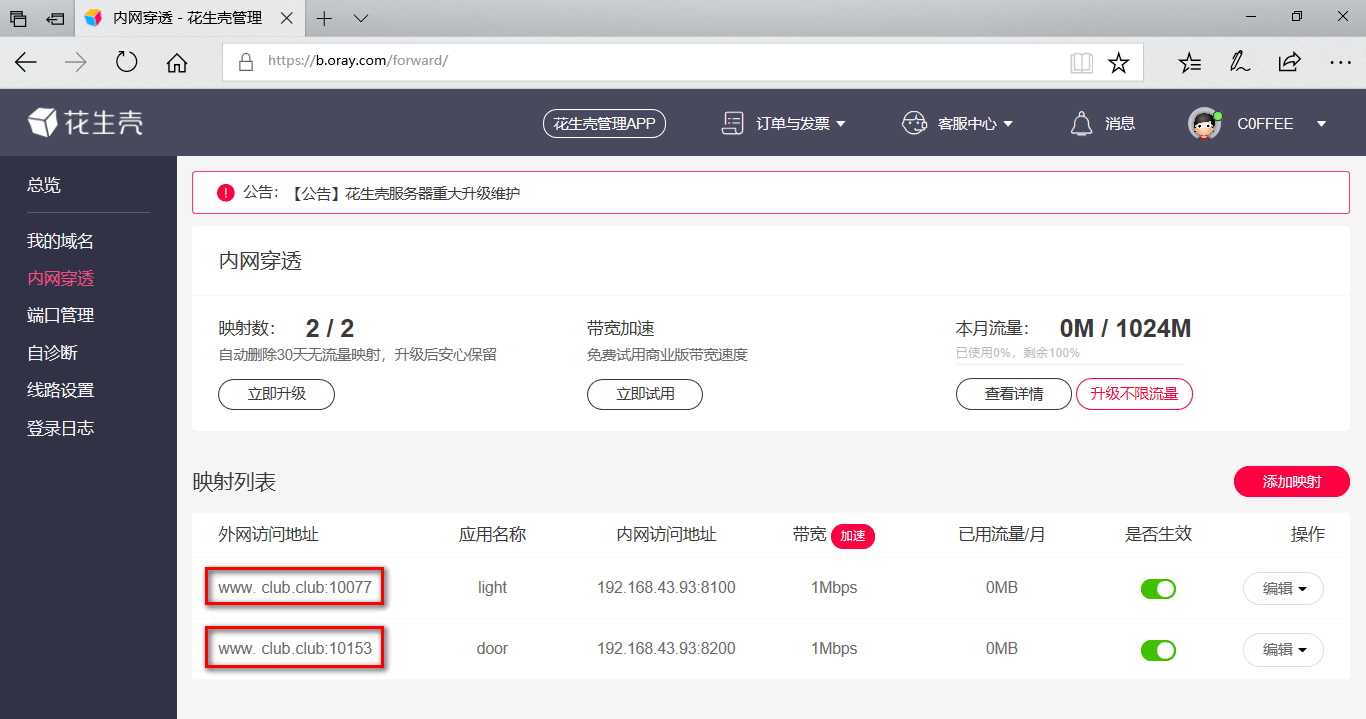 内网穿透 - 花生壳管理
https://b.oray.com/forward/
花生壳
花生壳管理APP
订单与发票
客服中心
消息
C0FFEE
总览
我的域名
内网穿透
端口管理
自诊断
线路设置
登录日志
公告：【公告】花生壳服务器重大升级维护
内网穿透
映射数： 2 / 2
自动删除30天无流量映射，升级后安心保留
立即升级
带宽加速
免费试用商业版带宽速度
立即试用
本月流量： 0M / 1024M
已使用0%，剩余100%
查看详情 升级不限流量
映射列表
添加映射
外网访问地址 应用名称 内网访问地址 带宽 加速 已用流量/月 是否生效 操作
www. club.club:10077 light 192.168.43.93:8100 1Mbps 0MB 编辑
www. club.club:10153 door 192.168.43.93:8200 1Mbps 0MB 编辑